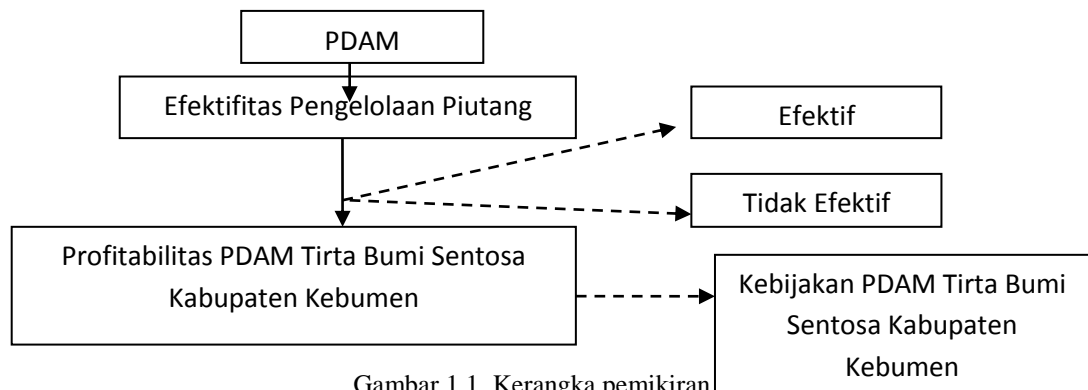 PDAM
Efektifitas Pengelolaan Piutang
Efektif
Tidak Efektif
Profitabilitas PDAM Tirta Bumi Sentosa
Kabupaten Kebumen
Kebijakan PDAM Tirta Bumi
Sentosa Kabupaten
Kebumen
Gambar 1.1. Kerangka pemikiran